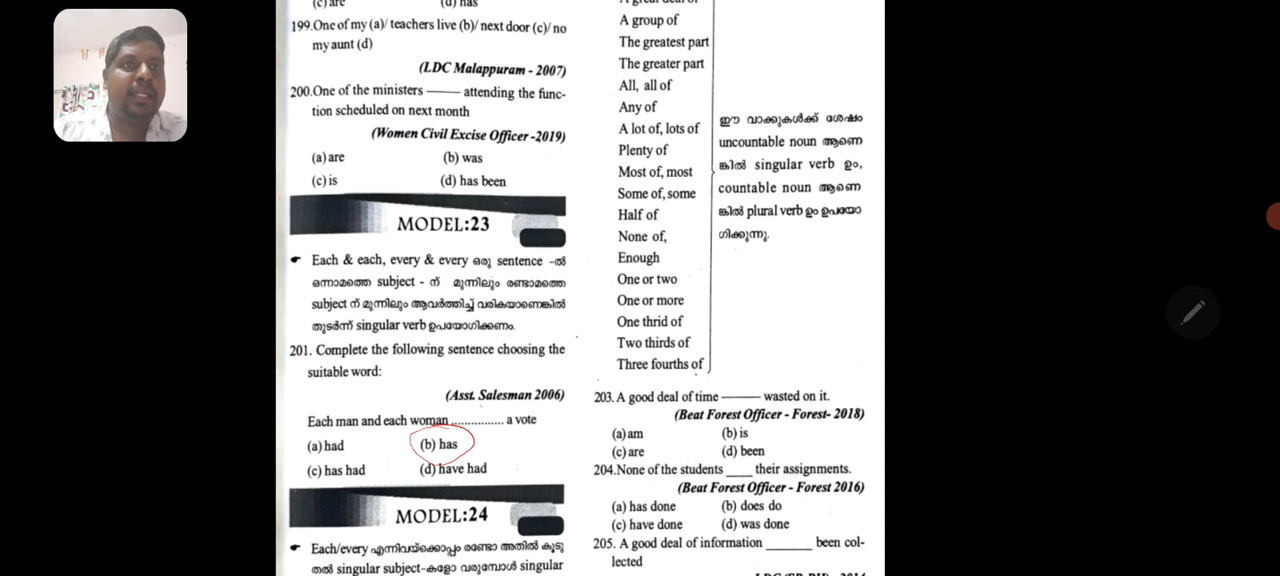 (c) are (d) has
199.One of my (a)/ teachers live (b)/ next door (c)/ no
my aunt (d)
(LDC Malappuram - 2007)
200.One of the ministers —— attending the func-
tion scheduled on next month
(Women Civil Excise Officer -2019)
(a) are (b) was
(c) is (d) has been
MODEL:23
Each & each, every & every ഒരു sentence -ൽ
ഒന്നാമത്തെ subject - ന് മുന്നിലും രണ്ടാമത്തെ
subject ന് മുന്നിലും ആവർത്തിച്ച് വരികയാണെങ്കിൽ
തുടർന്ന് singular verb ഉപയോഗിക്കണം.
201. Complete the following sentence choosing the
suitable word:
(Asst. Salesman 2006)
Each man and each woman ............... a vote
(a) had (b) has
(c) has had (d) have had
MODEL:24
Each/every എന്നിവയ്ക്കൊപ്പം രണ്ടോ അതിൽ കൂടു
തൽ singular subject-കളോ വരുമ്പോൾ singular
A great deal of
A group of
The greatest part
The greater part
All, all of
Any of
A lot of, lots of
Plenty of
Most of, most
Some of, some
Half of
None of,
Enough
One or two
One or more
One thrid of
Two thirds of
Three fourths of
ഈ വാക്കുകൾക്ക് ശേഷം
uncountable noun ആണെ
ങ്കിൽ singular verb ഉം,
countable noun ആണെ
ങ്കിൽ plural verb ഉം ഉപയോ
ഗിക്കുന്നു.
203. A good deal of time —— wasted on it.
(Beat Forest Officer - Forest- 2018)
(a) am (b) is
(c) are (d) been
204.None of the students ____ their assignments.
(Beat Forest Officer - Forest 2016)
(a) has done (b) does do
(c) have done (d) was done
205. A good deal of information _______ been col-
lected